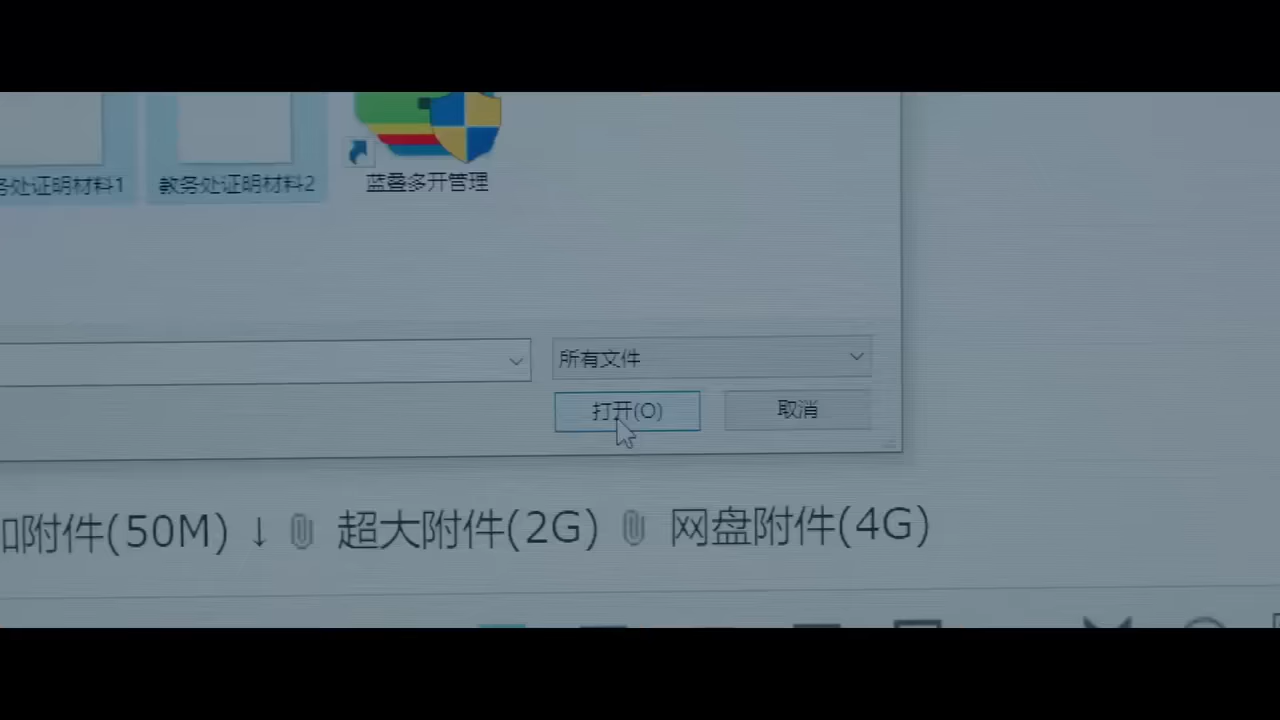 务处证明材料1 教务处证明材料2 蓝叠多开管理
所有文件
打开(O) 取消
加附件(50M) ↓ 超大附件(2G) 网盘附件(4G)